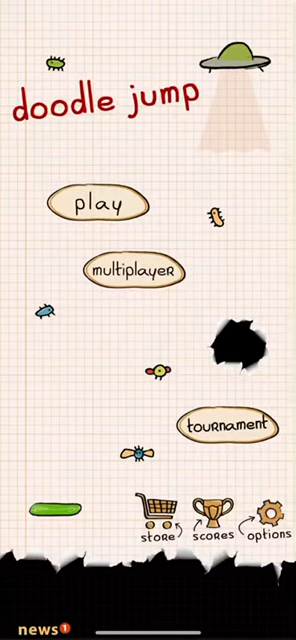 doodle jump
play
multiplayer
tournament
store
scores
options
news 1